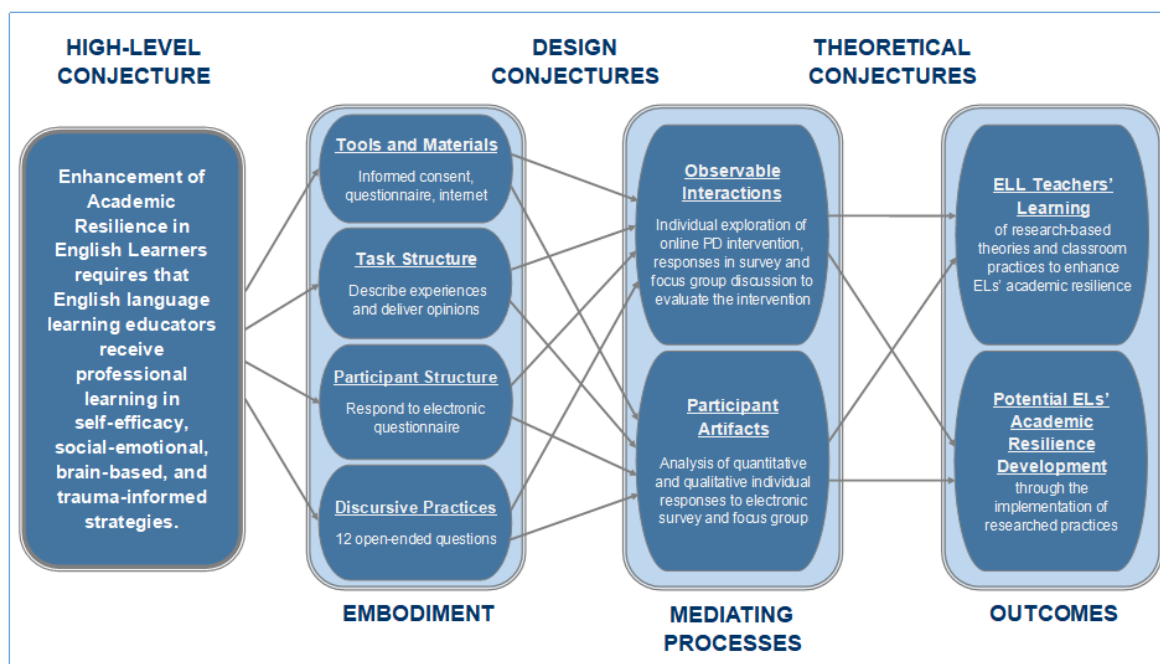 HIGH-LEVEL
CONJECTURE
DESIGN
CONJECTURES
THEORETICAL
CONJECTURES
Enhancement of
Academic
Resilience in
English Learners
requires that
English language
learning educators
receive
professional
learning in
self-efficacy,
social-emotional,
brain-based, and
trauma-informed
strategies.
Tools and Materials
Informed consent,
questionnaire, internet
Task Structure
Describe experiences
and deliver opinions
Participant Structure
Respond to electronic
questionnaire
Discursive Practices
12 open-ended questions
EMBODIMENT
Observable
Interactions
Individual exploration of
online PD intervention,
responses in survey and
focus group discussion to
evaluate the intervention
Participant
Artifacts
Analysis of quantitative
and qualitative individual
responses to electronic
survey and focus group
MEDIATING
PROCESSES
ELL Teachers'
Learning
of research-based
theories and classroom
practices to enhance
ELs' academic resilience
Potential ELs'
Academic
Resilience
Development
through the
implementation of
researched practices
OUTCOMES